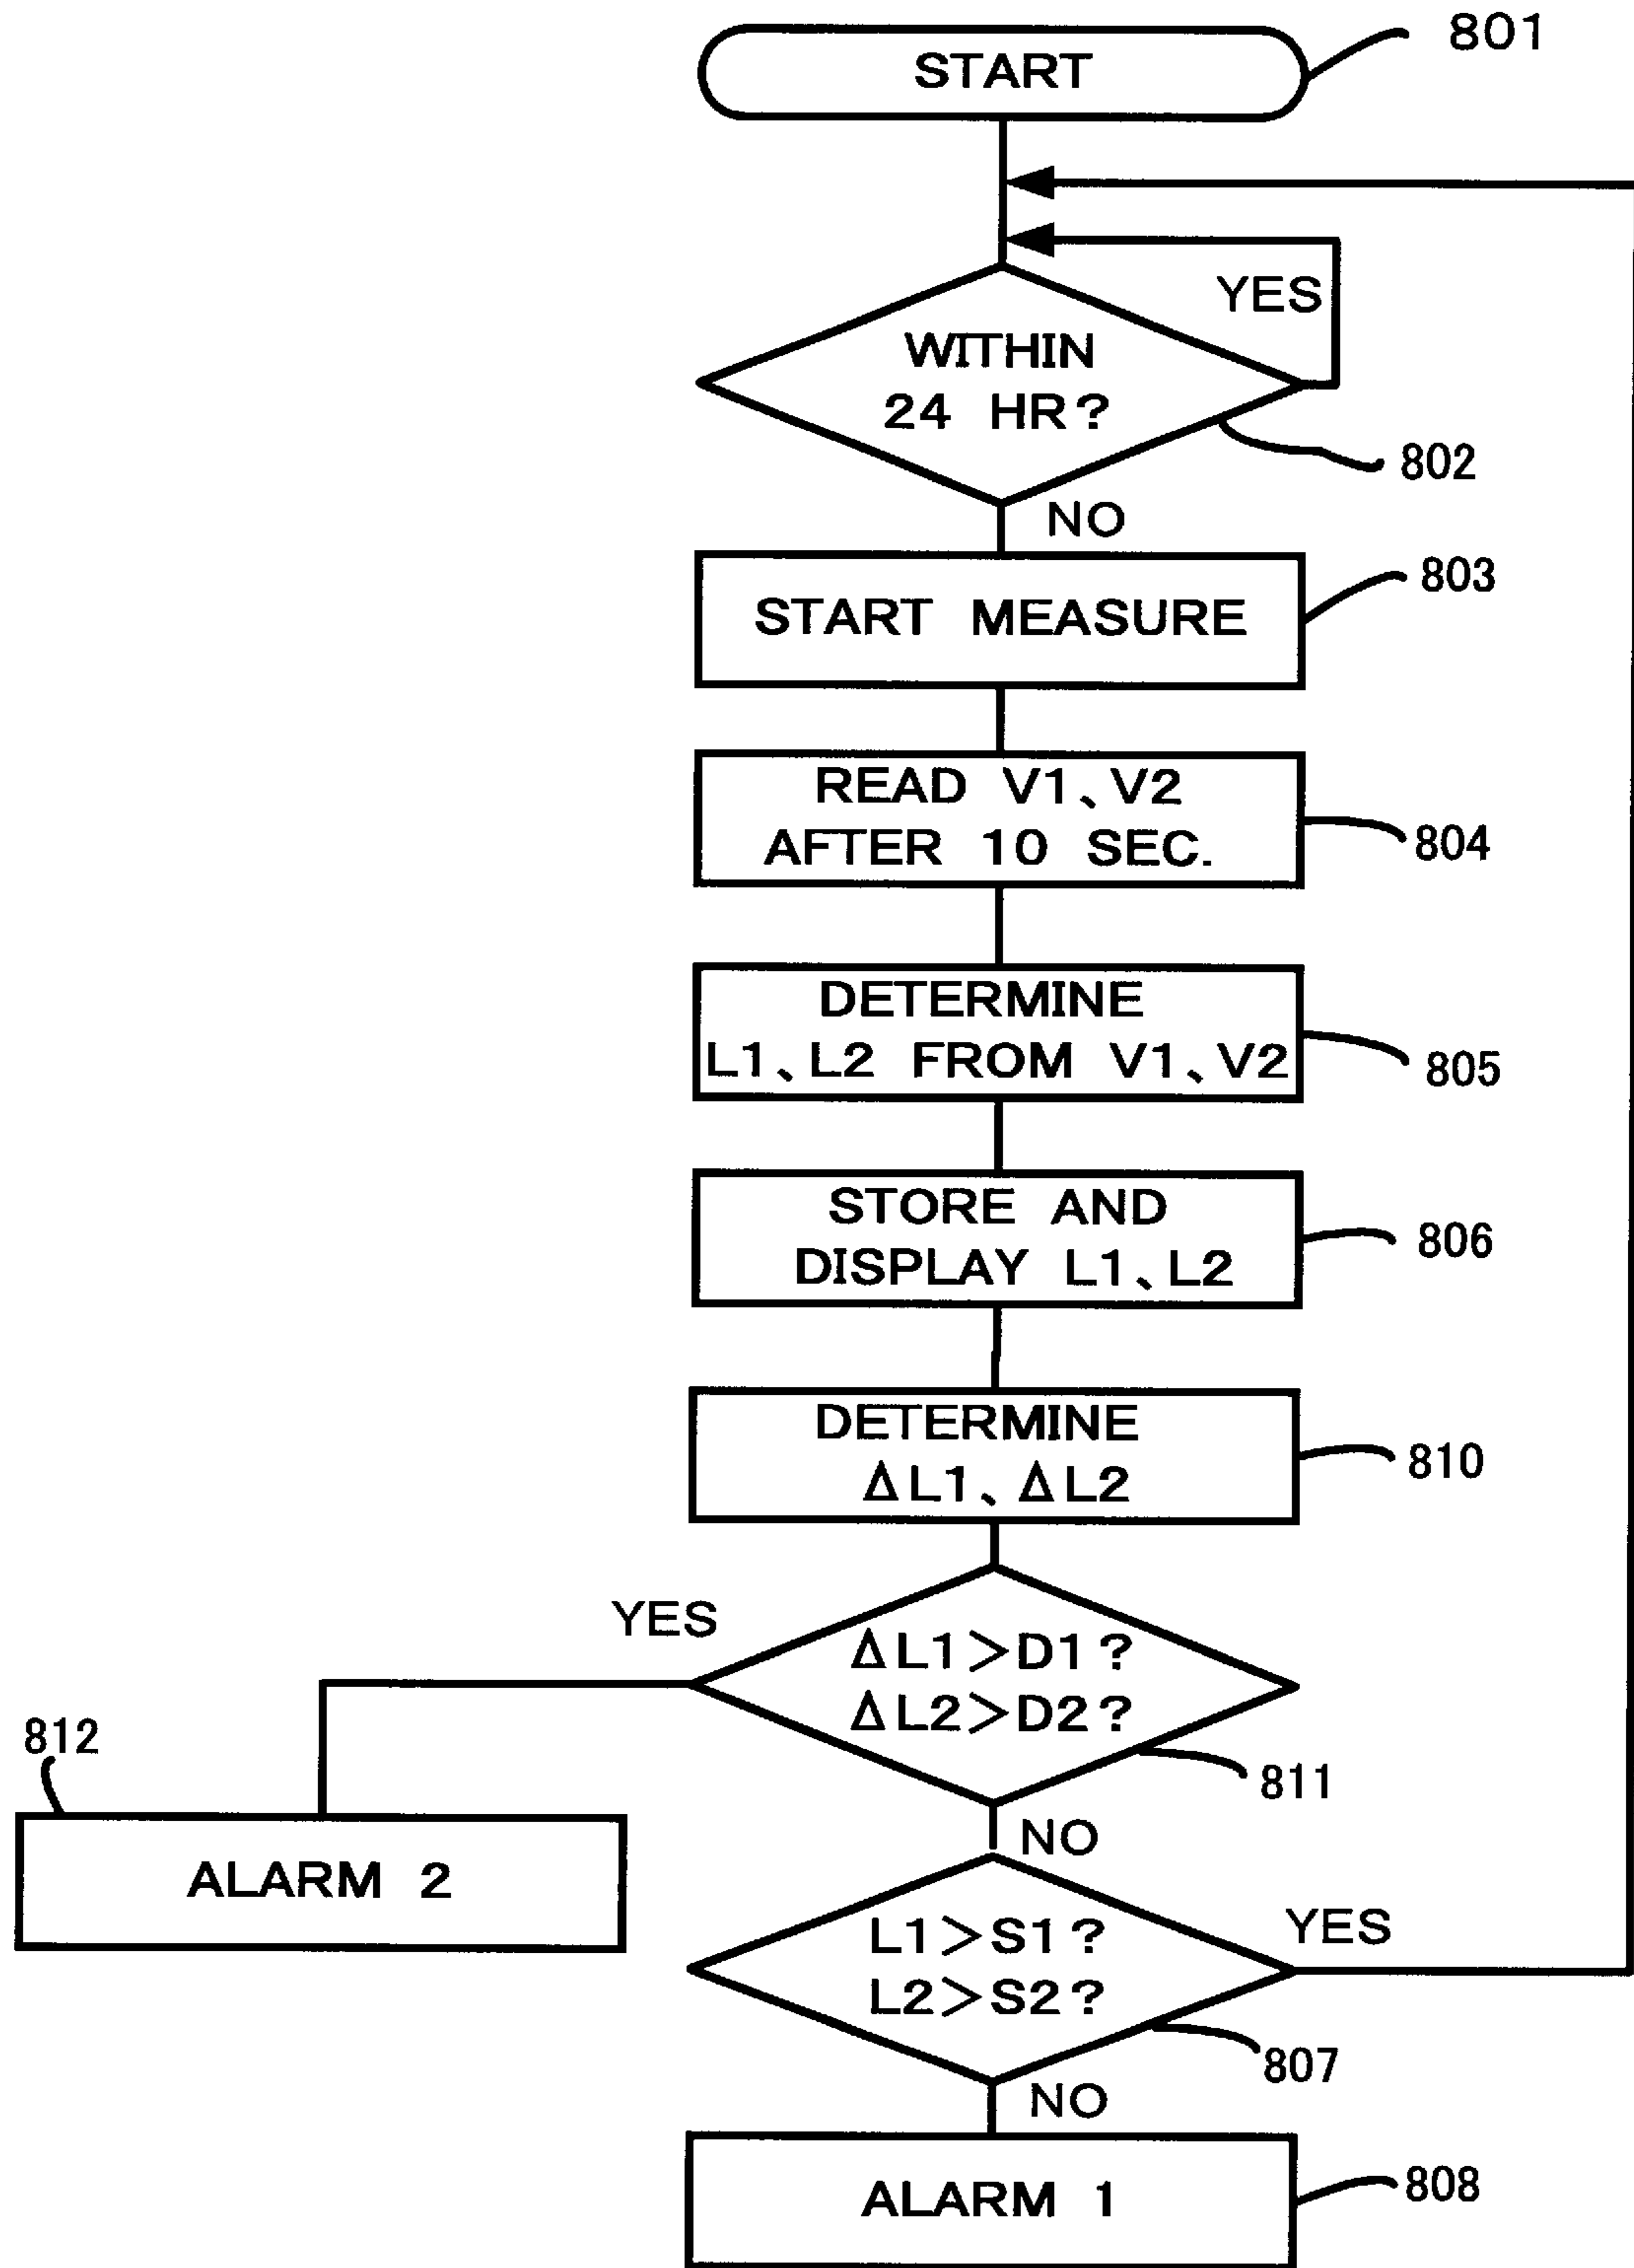 START
801
YES
WITHIN
24 HR?
802
NO
START MEASURE
803
READ V1、V2
AFTER 10 SEC.
804
DETERMINE
L1、L2 FROM V1、V2
805
STORE AND
DISPLAY L1、L2
806
DETERMINE
ΔL1、ΔL2
810
YES
ΔL1>D1?
ΔL2>D2?
811
812
ALARM 2
NO
L1>S1?
L2>S2?
YES
807
NO
ALARM 1
808